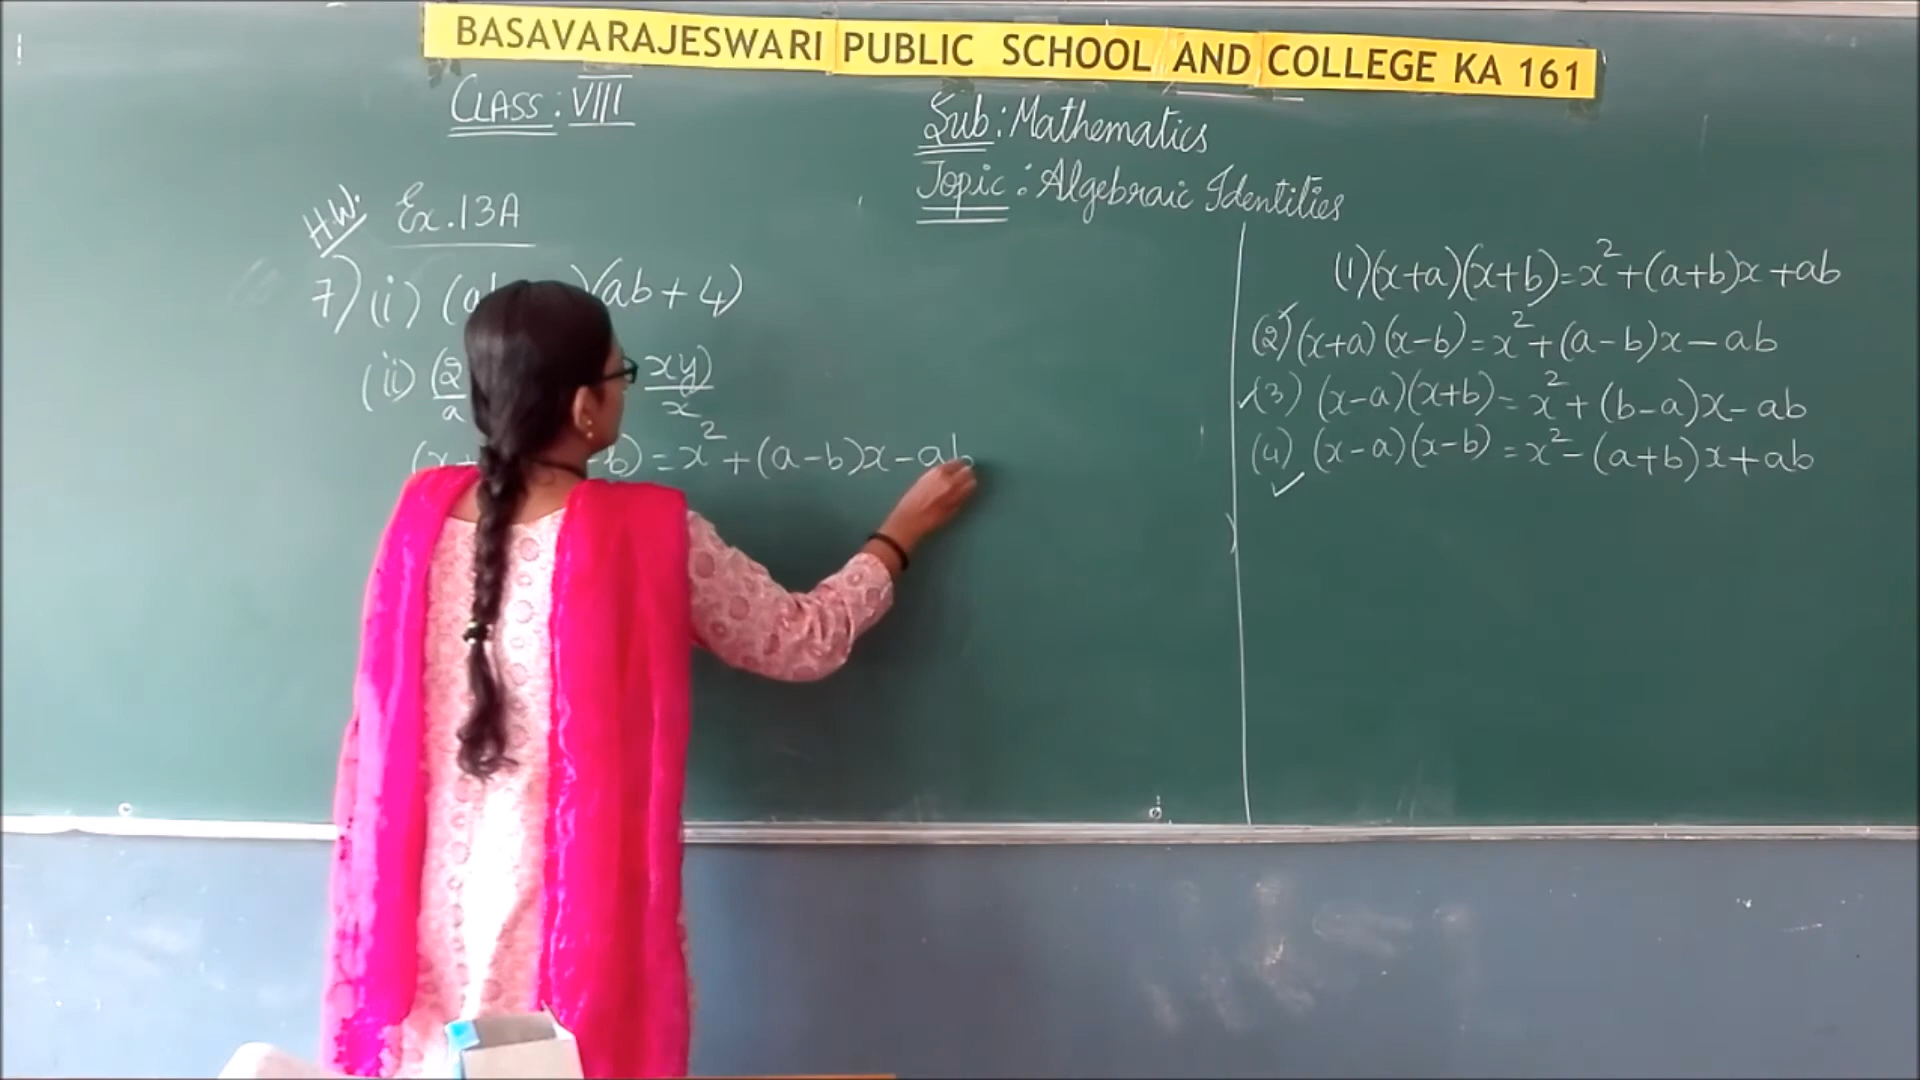 BASAVARAJESWARI PUBLIC SCHOOL AND COLLEGE KA 161
CLASS: VIII
Sub: Mathematics
Topic: Algebraic Identities
H.W. Ex.13A
7) (i) (ab + 4)
(ii) (2 xy)
a x
= x² + (a-b)x - ab
(1) (x+a)(x+b) = x² + (a+b)x + ab
(2) (x+a)(x-b) = x² + (a-b)x - ab
(3) (x-a)(x+b) = x² + (b-a)x - ab
(4) (x-a)(x-b) = x² - (a+b)x + ab